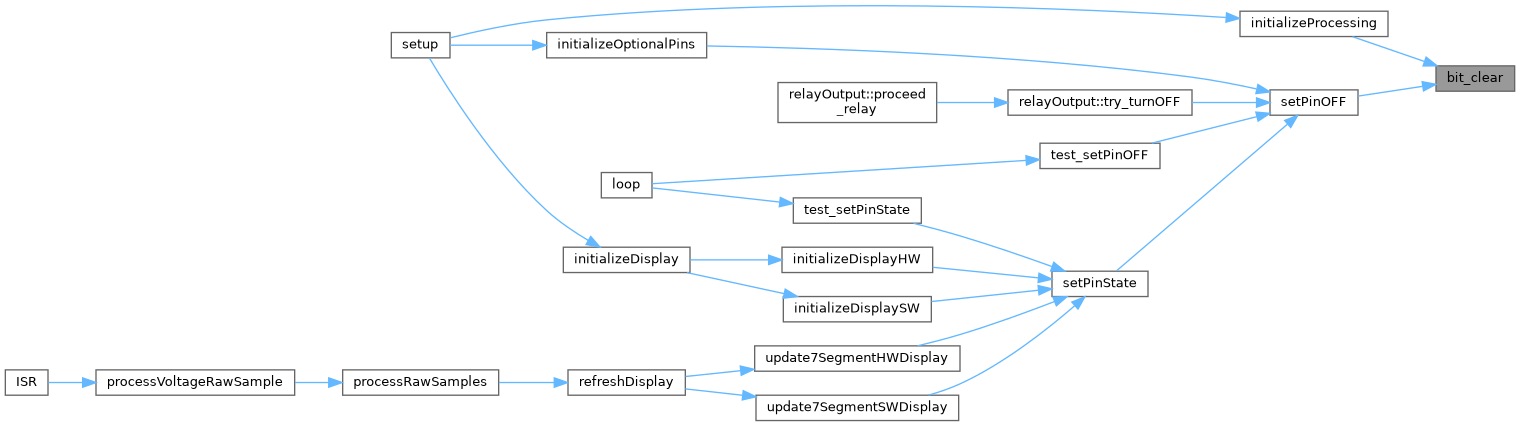 initializeProcessing
setup
initializeOptionalPins
bit_clear
relayOutput::proceed
_relay
relayOutput::try_turnOFF
setPinOFF
test_setPinOFF
loop
test_setPinState
initializeDisplay
initializeDisplayHW
setPinState
initializeDisplaySW
update7SegmentHWDisplay
ISR
processVoltageRawSample
processRawSamples
refreshDisplay
update7SegmentSWDisplay